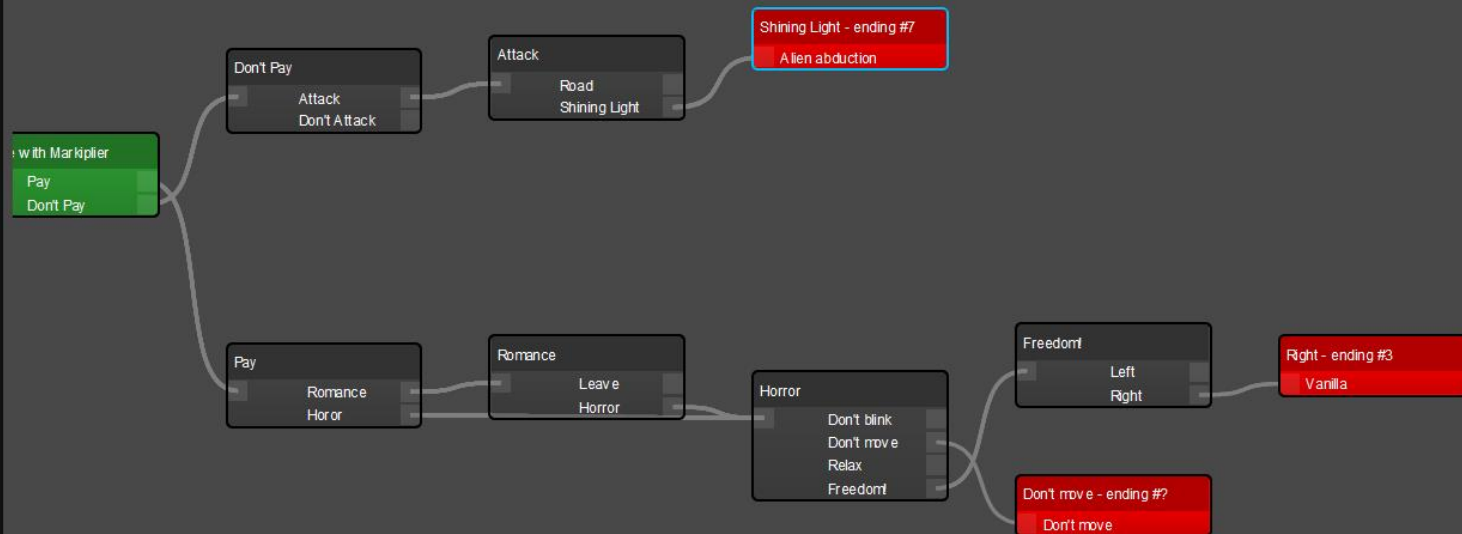 Shining Light - ending #7
Alien abduction
Attack
Road
Shining Light
Don't Pay
Attack
Don't Attack
with Markiplier
Pay
Don't Pay
Pay
Romance
Horor
Romance
Leave
Horror
Horror
Don't blink
Don't move
Relax
Freedom!
Freedom!
Left
Right
Right - ending #3
Vanilla
Don't move - ending #?
Don't move